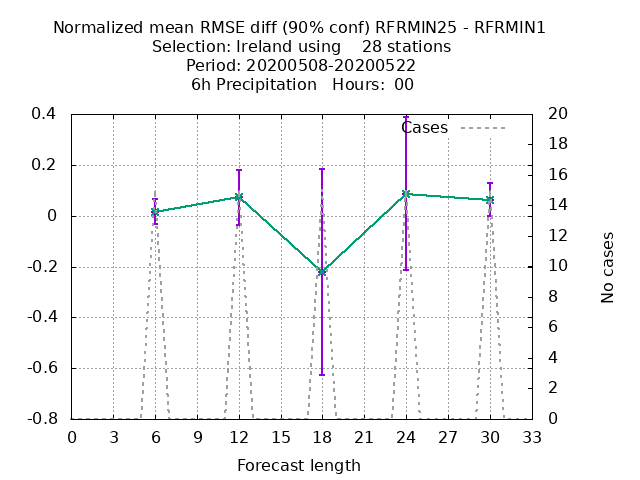 Normalized mean RMSE diff (90% conf) RFRMIN25 - RFRMIN1
Selection: Ireland using    28 stations
Period: 20200508-20200522
6h Precipitation   Hours:  00
Cases
0.4
0.2
0
-0.2
-0.4
-0.6
-0.8
20
18
16
14
12
10
8
6
4
2
0
No cases
0 3 6 9 12 15 18 21 24 27 30 33
Forecast length